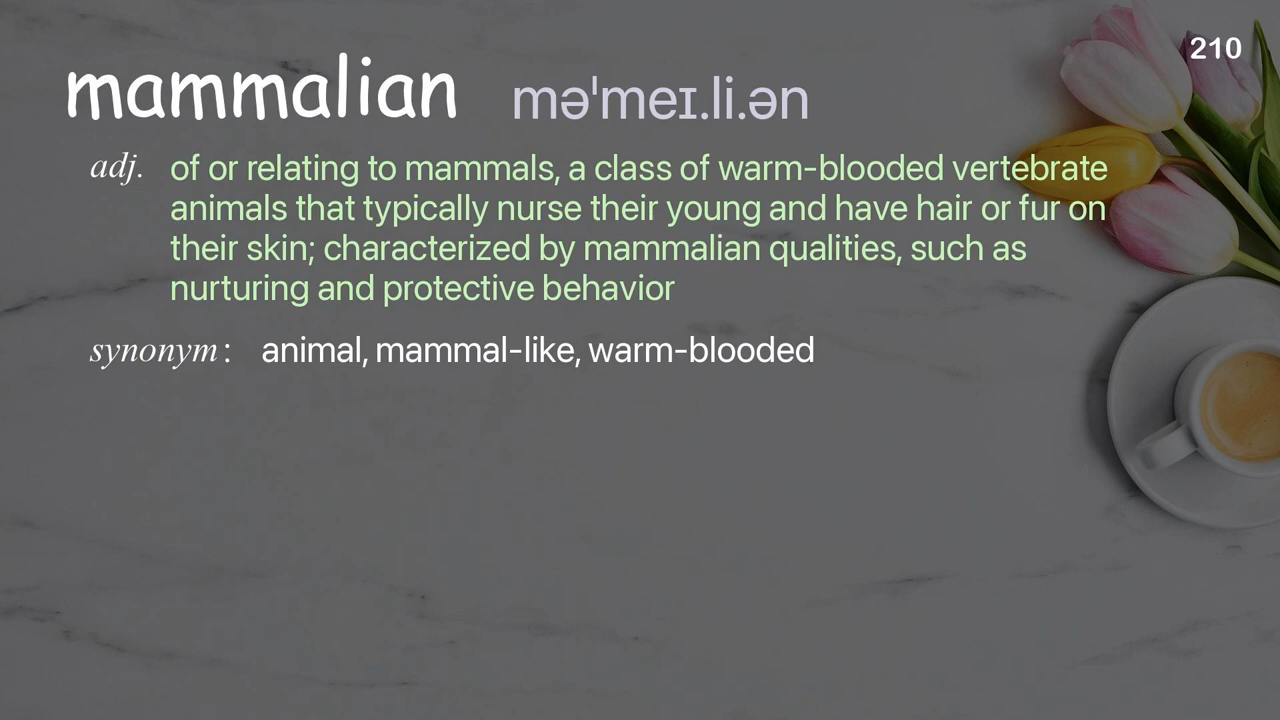 210
mammalian mə'meɪ.li.ən
adj. of or relating to mammals, a class of warm-blooded vertebrate
animals that typically nurse their young and have hair or fur on
their skin; characterized by mammalian qualities, such as
nurturing and protective behavior
synonym : animal, mammal-like, warm-blooded